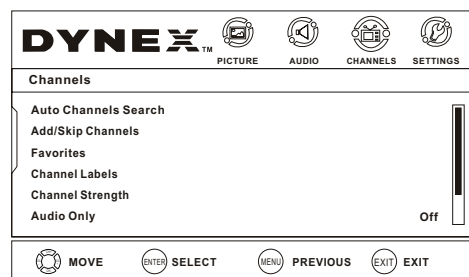 DYNEX™
PICTURE AUDIO CHANNELS SETTINGS
Channels
Auto Channels Search
Add/Skip Channels
Favorites
Channel Labels
Channel Strength
Audio Only Off
MOVE ENTER SELECT MENU PREVIOUS EXIT EXIT